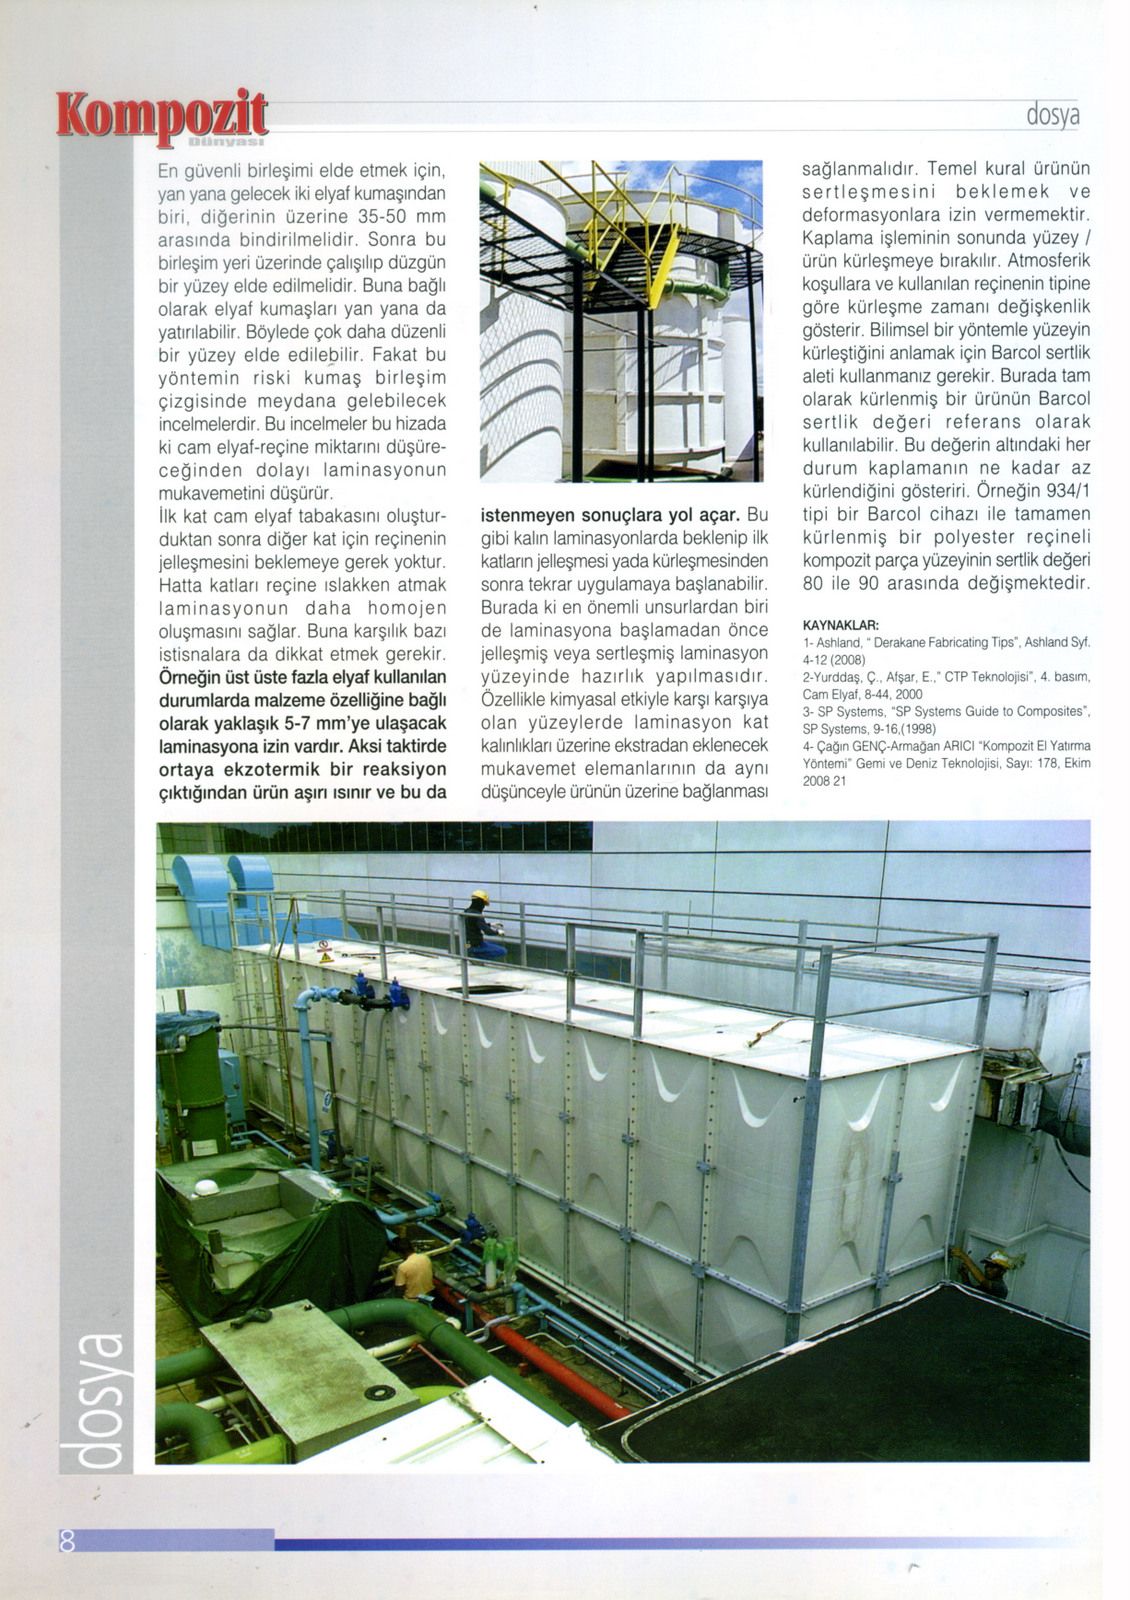 Kompozit
Dünyası
dosya
En güvenli birleşimi elde etmek için,
yan yana gelecek iki elyaf kumaşından
biri, diğerinin üzerine 35-50 mm
arasında bindirilmelidir. Sonra bu
birleşim yeri üzerinde çalışılıp düzgün
bir yüzey elde edilmelidir. Buna bağlı
olarak elyaf kumaşları yan yana da
yatırılabilir. Böylede çok daha düzenli
bir yüzey elde edilebilir. Fakat bu
yöntemin riski kumaş birleşim
çizgisinde meydana gelebilecek
incelmelerdir. Bu incelmeler bu hizada
ki cam elyaf-reçine miktarını düşüre-
ceğinden dolayı laminasyonun
mukavemetini düşürür.
İlk kat cam elyaf tabakasını oluştur-
duktan sonra diğer kat için reçinenin
jelleşmesini beklemeye gerek yoktur.
Hatta katları reçine ıslakken atmak
laminasyonun daha homojen
oluşmasını sağlar. Buna karşılık bazı
istisnalara da dikkat etmek gerekir.
Örneğin üst üste fazla elyaf kullanılan
durumlarda malzeme özelliğine bağlı
olarak yaklaşık 5-7 mm'ye ulaşacak
laminasyona izin vardır. Aksi taktirde
ortaya ekzotermik bir reaksiyon
çıktığından ürün aşırı ısınır ve bu da
istenmeyen sonuçlara yol açar. Bu
gibi kalın laminasyonlarda beklenip ilk
katların jelleşmesi yada kürleşmesinden
sonra tekrar uygulamaya başlanabilir.
Burada ki en önemli unsurlardan biri
de laminasyona başlamadan önce
jelleşmiş veya sertleşmiş laminasyon
yüzeyinde hazırlık yapılmasıdır.
Özellikle kimyasal etkiyle karşı karşıya
olan yüzeylerde laminasyon kat
kalınlıkları üzerine ekstradan eklenecek
mukavemet elemanlarının da aynı
düşünceyle ürünün üzerine bağlanması
sağlanmalıdır. Temel kural ürünün
sertleşmesini beklemek ve
deformasyonlara izin vermemektir.
Kaplama işleminin sonunda yüzey /
ürün kürleşmeye bırakılır. Atmosferik
koşullara ve kullanılan reçinenin tipine
göre kürleşme zamanı değişkenlik
gösterir. Bilimsel bir yöntemle yüzeyin
kürleştiğini anlamak için Barcol sertlik
aleti kullanmanız gerekir. Burada tam
olarak kürlenmiş bir ürünün Barcol
sertlik değeri referans olarak
kullanılabilir. Bu değerin altındaki her
durum kaplamanın ne kadar az
kürlendiğini gösteriri. Örneğin 934/1
tipi bir Barcol cihazı ile tamamen
kürlenmiş bir polyester reçineli
kompozit parça yüzeyinin sertlik değeri
80 ile 90 arasında değişmektedir.
KAYNAKLAR:
1- Ashland, " Derakane Fabricating Tips", Ashland Syf.
4-12 (2008)
2-Yurddaş, Ç., Afşar, E.," CTP Teknolojisi", 4. basım,
Cam Elyaf, 8-44, 2000
3- SP Systems, "SP Systems Guide to Composites",
SP Systems, 9-16,(1998)
4- Çağın GENÇ-Armağan ARICI "Kompozit El Yatırma
Yöntemi" Gemi ve Deniz Teknolojisi, Sayı: 178, Ekim
2008 21
dosya
8